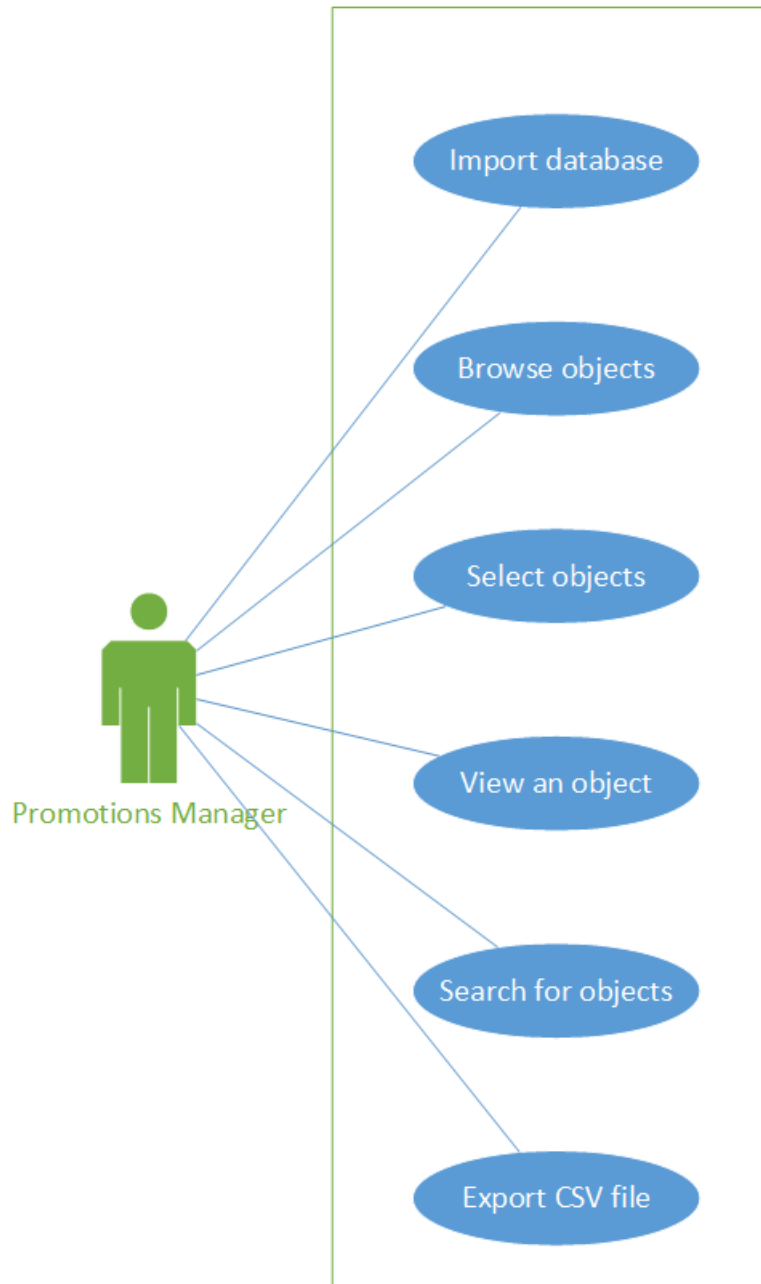 Import database
Browse objects
Select objects
View an object
Promotions Manager
Search for objects
Export CSV file